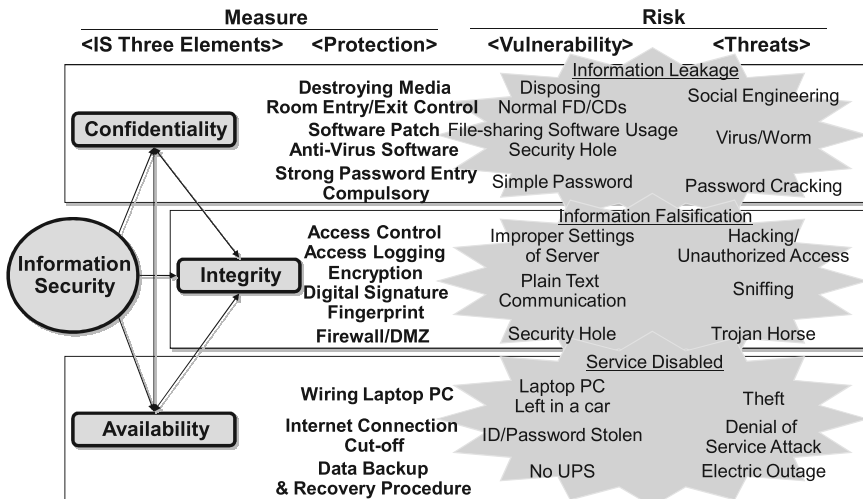 Measure Risk
<IS Three Elements> <Protection> <Vulnerability> <Threats>
Information Leakage
Destroying Media Disposing Social Engineering
Room Entry/Exit Control Normal FD/CDs
Confidentiality
Software Patch File-sharing Software Usage Virus/Worm
Anti-Virus Software Security Hole
Strong Password Entry Simple Password Password Cracking
Compulsory
Information Falsification
Access Control Improper Settings Hacking/
Access Logging of Server Unauthorized Access
Information
Security
Integrity
Encryption Plain Text Sniffing
Digital Signature Communication
Fingerprint
Firewall/DMZ Security Hole Trojan Horse
Service Disabled
Wiring Laptop PC Laptop PC Theft
Left in a car
Availability
Internet Connection ID/Password Stolen Denial of
Cut-off Service Attack
Data Backup No UPS Electric Outage
& Recovery Procedure